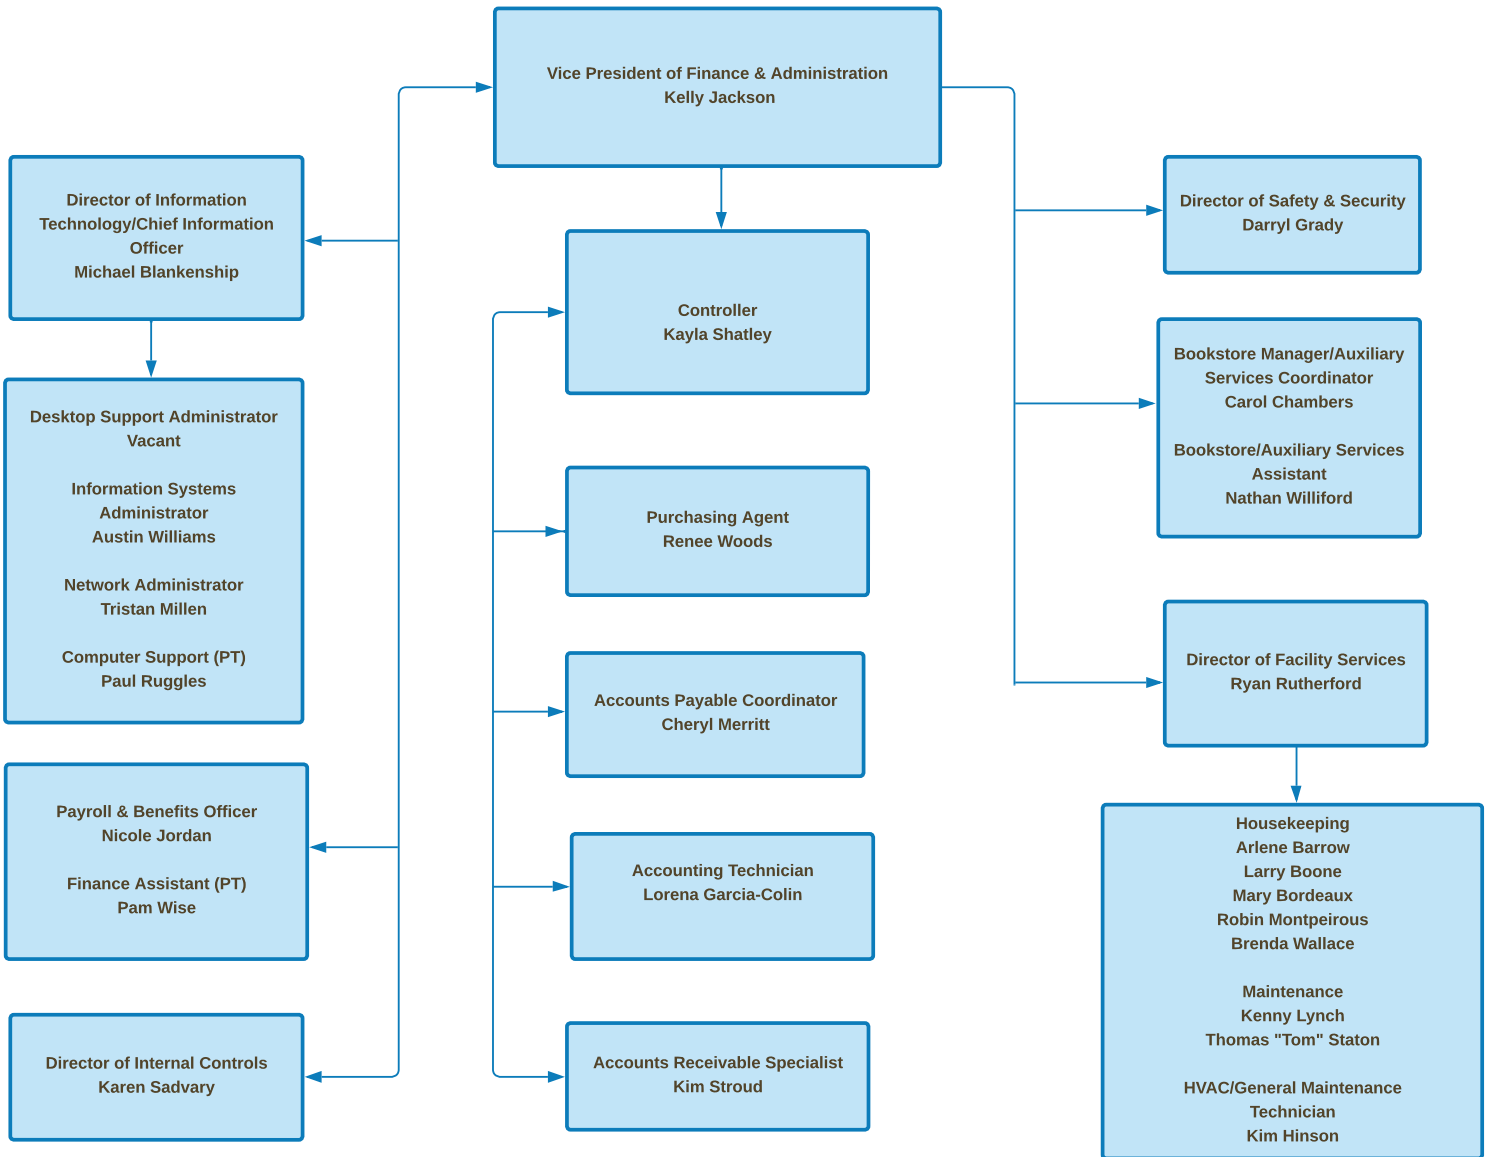 Vice President of Finance & Administration
Kelly Jackson
Director of Information
Technology/Chief Information
Officer
Michael Blankenship
Desktop Support Administrator
Vacant
Information Systems
Administrator
Austin Williams
Network Administrator
Tristan Millen
Computer Support (PT)
Paul Ruggles
Payroll & Benefits Officer
Nicole Jordan
Finance Assistant (PT)
Pam Wise
Director of Internal Controls
Karen Sadvary
Controller
Kayla Shatley
Purchasing Agent
Renee Woods
Accounts Payable Coordinator
Cheryl Merritt
Accounting Technician
Lorena Garcia-Colin
Accounts Receivable Specialist
Kim Stroud
Director of Safety & Security
Darryl Grady
Bookstore Manager/Auxiliary
Services Coordinator
Carol Chambers
Bookstore/Auxiliary Services
Assistant
Nathan Williford
Director of Facility Services
Ryan Rutherford
Housekeeping
Arlene Barrow
Larry Boone
Mary Bordeaux
Robin Montpeirous
Brenda Wallace
Maintenance
Kenny Lynch
Thomas "Tom" Staton
HVAC/General Maintenance
Technician
Kim Hinson